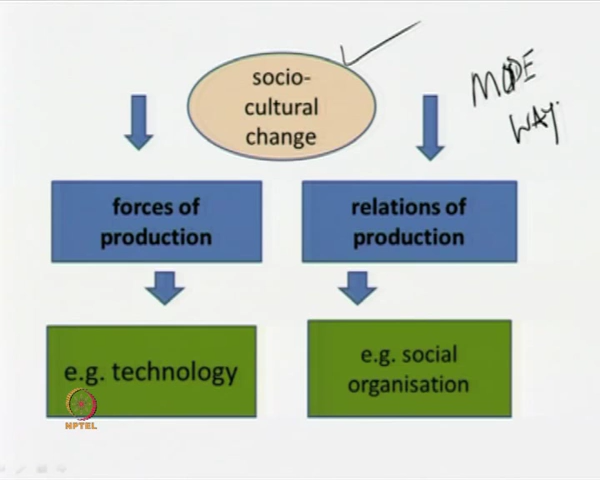 socio-
cultural
change
MODE
WAY.
forces of
production
relations of
production
e.g. technology
e.g. social
organisation
NPTEL